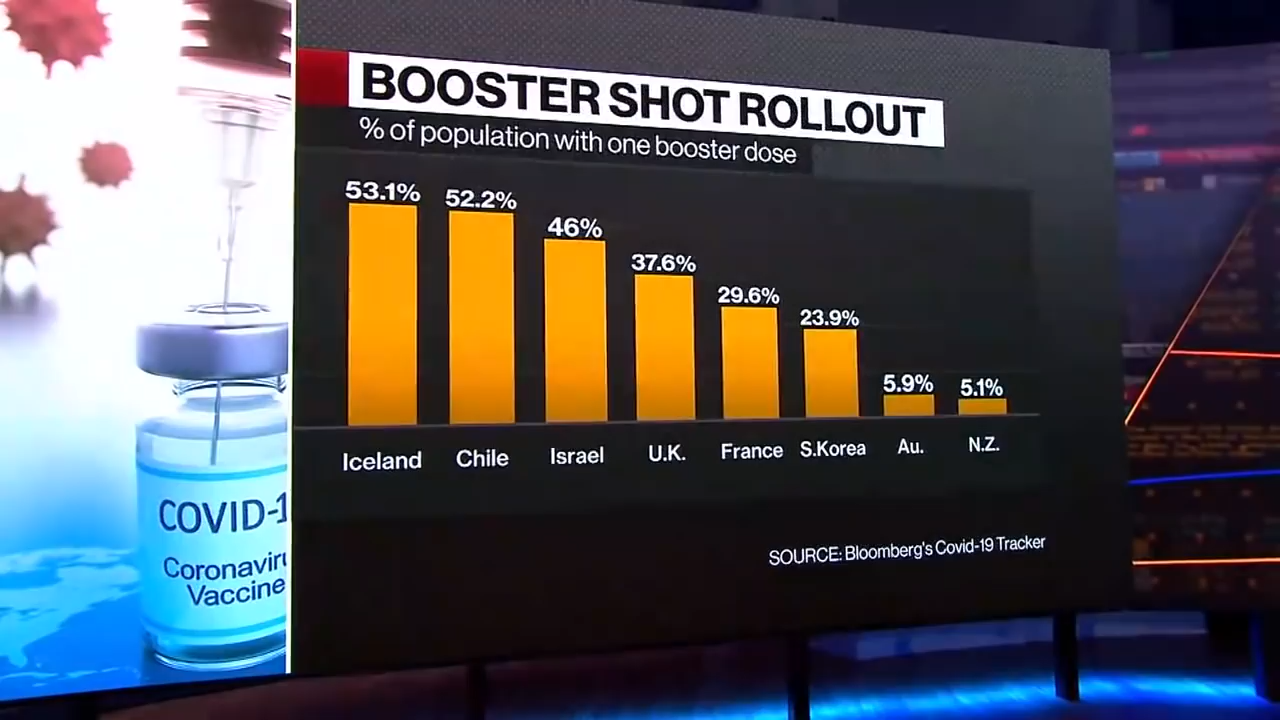 BOOSTER SHOT ROLLOUT
% of population with one booster dose
53.1% 52.2% 46% 37.6% 29.6% 23.9% 5.9% 5.1%
Iceland Chile Israel U.K. France S.Korea Au. N.Z.
SOURCE: Bloomberg's Covid-19 Tracker
COVID-1
Coronaviru
Vaccine